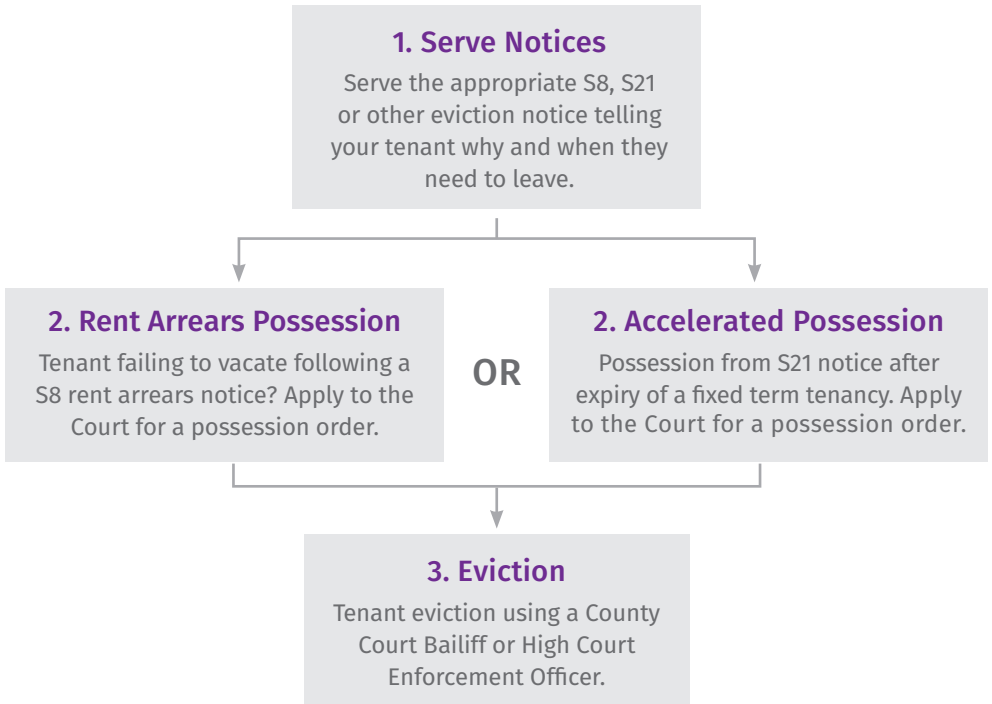 1. Serve Notices
Serve the appropriate S8, S21
or other eviction notice telling
your tenant why and when they
need to leave.
2. Rent Arrears Possession
Tenant failing to vacate following a
S8 rent arrears notice? Apply to the
Court for a possession order.
OR
2. Accelerated Possession
Possession from S21 notice after
expiry of a fixed term tenancy. Apply
to the Court for a possession order.
3. Eviction
Tenant eviction using a County
Court Bailiff or High Court
Enforcement Officer.